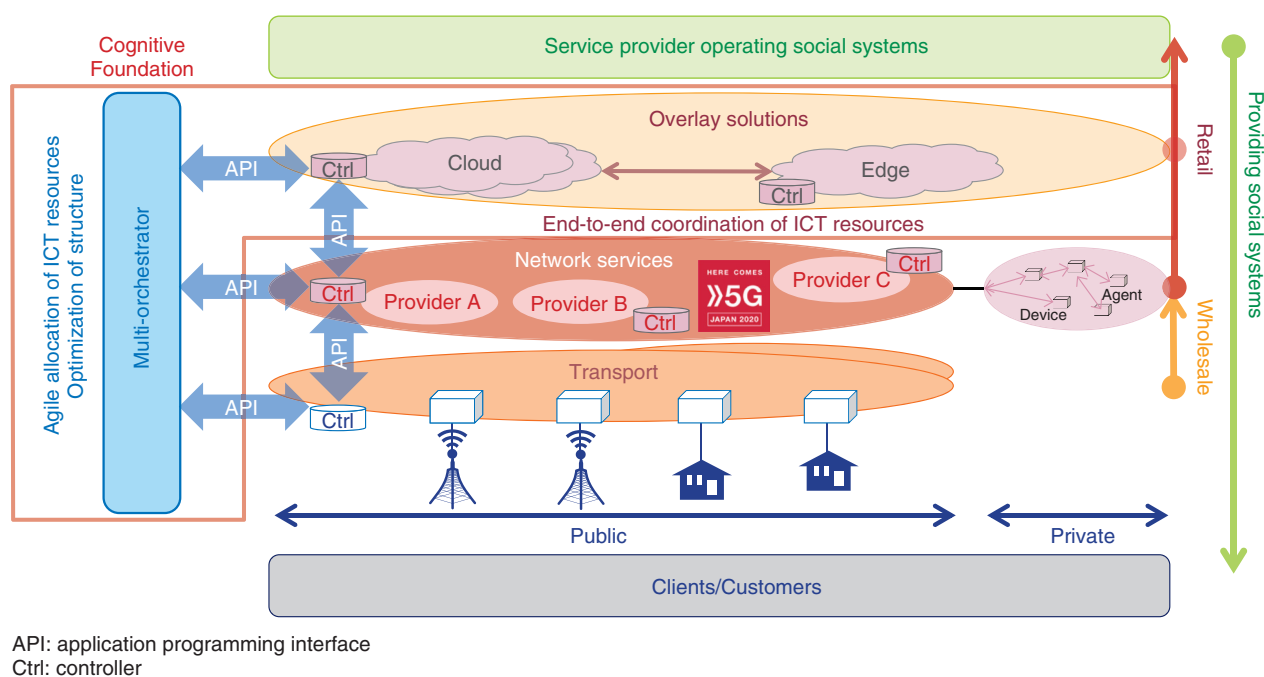 Cognitive
Foundation
Service provider operating social systems
Agile allocation of ICT resources
Optimization of structure
Multi-orchestrator
Overlay solutions
API
Ctrl
Cloud
Edge
Ctrl
API
End-to-end coordination of ICT resources
Network services
API
Ctrl
Provider A
Provider B
Ctrl
HERE COMES
5G
JAPAN 2020
Provider C
Ctrl
Agent
Device
API
Transport
API
Ctrl
Public
Private
Retail
Wholesale
Providing social systems
Clients/Customers
API: application programming interface
Ctrl: controller